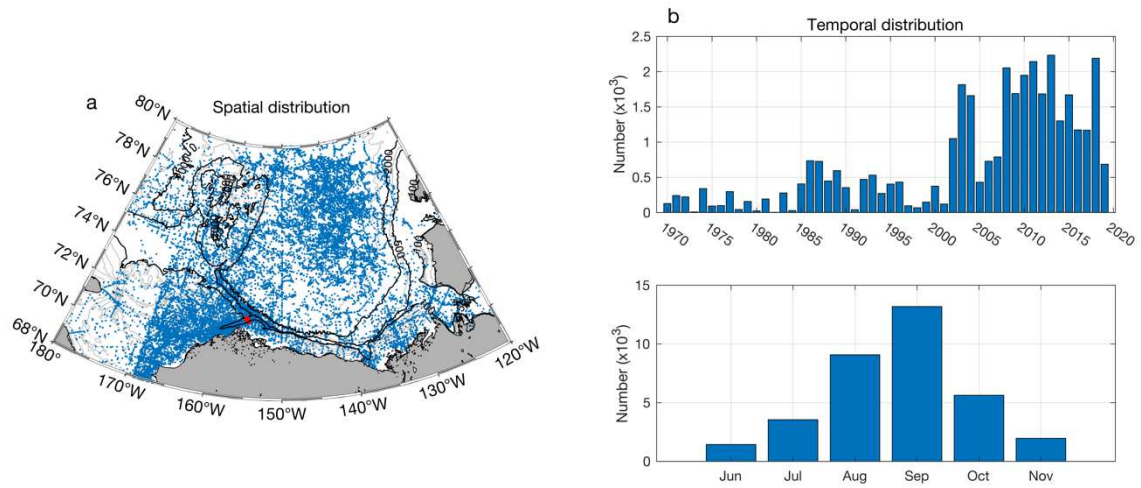 a
Spatial distribution
80°N
78°N
76°N
74°N
72°N
70°N
68°N
180°
170°W
160°W
150°W
140°W
130°W
120°W
2000
500
b
Temporal distribution
Number (x10³)
2.5
2
1.5
1
0.5
0
1970
1975
1980
1985
1990
1995
2000
2005
2010
2015
2020
Number (x10³)
15
10
5
0
Jun
Jul
Aug
Sep
Oct
Nov